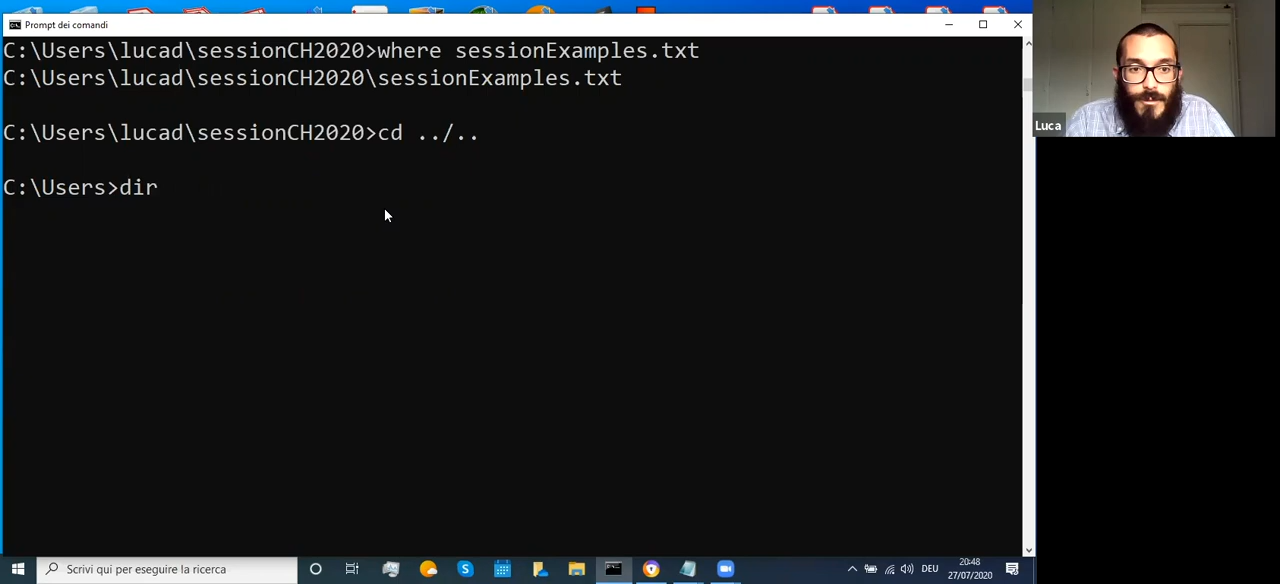 Prompt dei comandi
C:\Users\lucad\sessionCH2020>where sessionExamples.txt
C:\Users\lucad\sessionCH2020\sessionExamples.txt
C:\Users\lucad\sessionCH2020>cd ../..
C:\Users>dir
Luca
Scrivi qui per eseguire la ricerca
DEU
20:48
27/07/2020